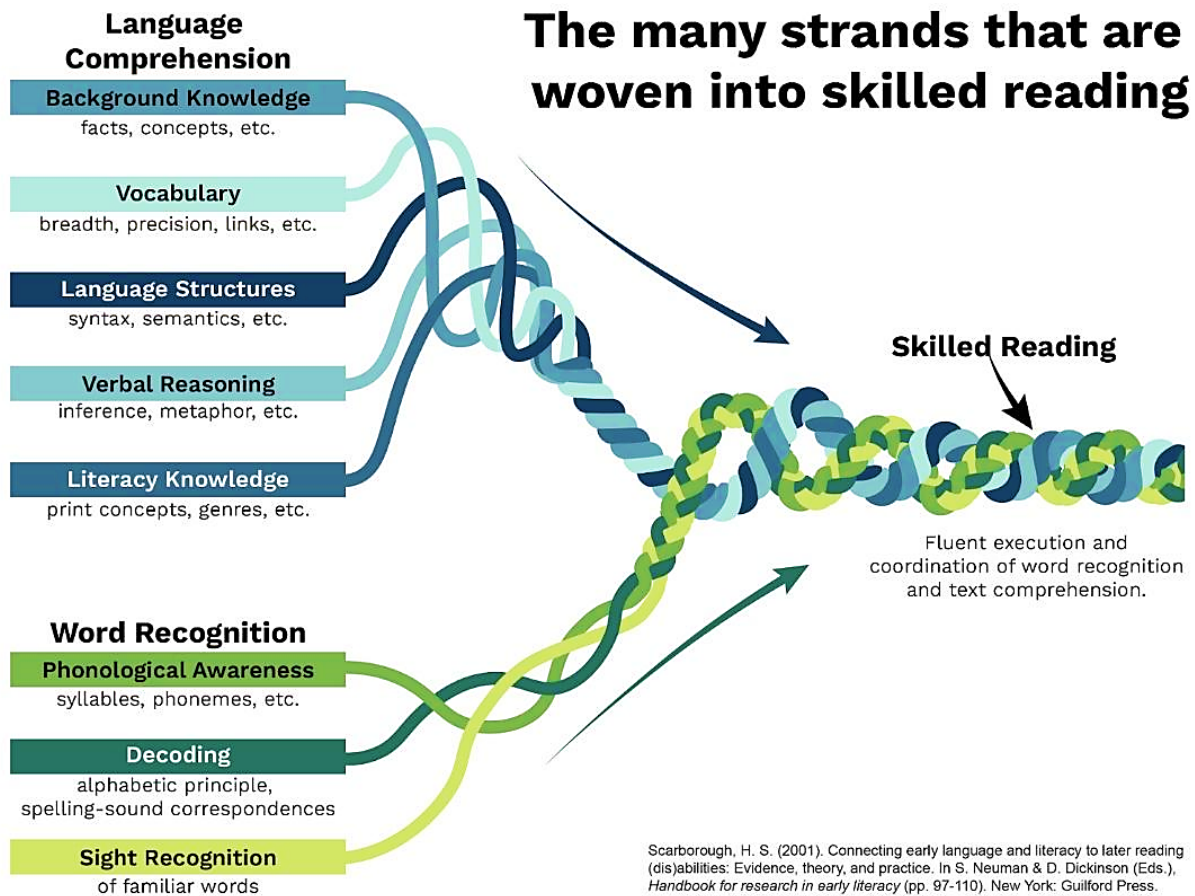 The many strands that are
woven into skilled reading
Language
Comprehension
Background Knowledge
facts, concepts, etc.
Vocabulary
breadth, precision, links, etc.
Language Structures
syntax, semantics, etc.
Verbal Reasoning
inference, metaphor, etc.
Literacy Knowledge
print concepts, genres, etc.
Word Recognition
Phonological Awareness
syllables, phonemes, etc.
Decoding
alphabetic principle,
spelling-sound correspondences
Sight Recognition
of familiar words
Skilled Reading
Fluent execution and
coordination of word recognition
and text comprehension.
Scarborough, H. S. (2001). Connecting early language and literacy to later reading
(dis)abilities: Evidence, theory, and practice. In S. Neuman & D. Dickinson (Eds.),
Handbook for research in early literacy (pp. 97-110). New York: Guilford Press.